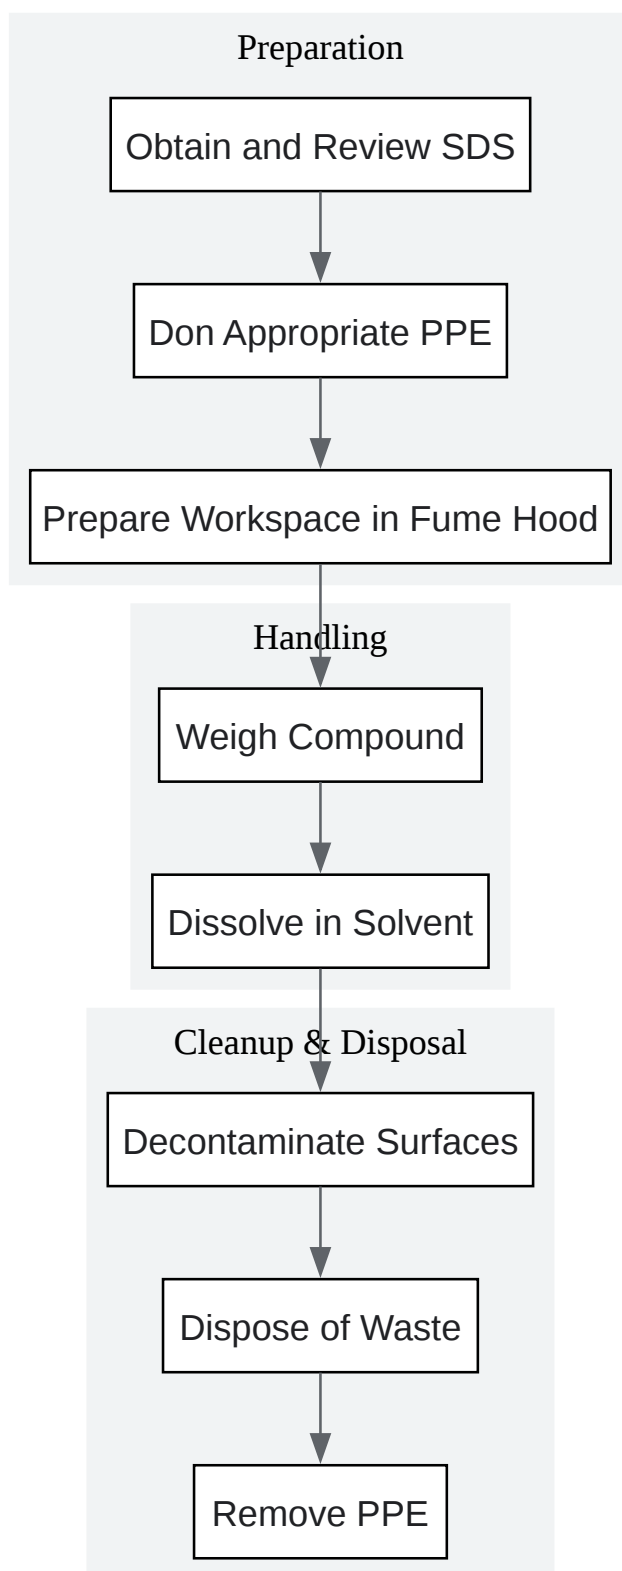 Preparation
Obtain and Review SDS
Don Appropriate PPE
Prepare Workspace in Fume Hood
Handling
Weigh Compound
Dissolve in Solvent
Cleanup & Disposal
Decontaminate Surfaces
Dispose of Waste
Remove PPE